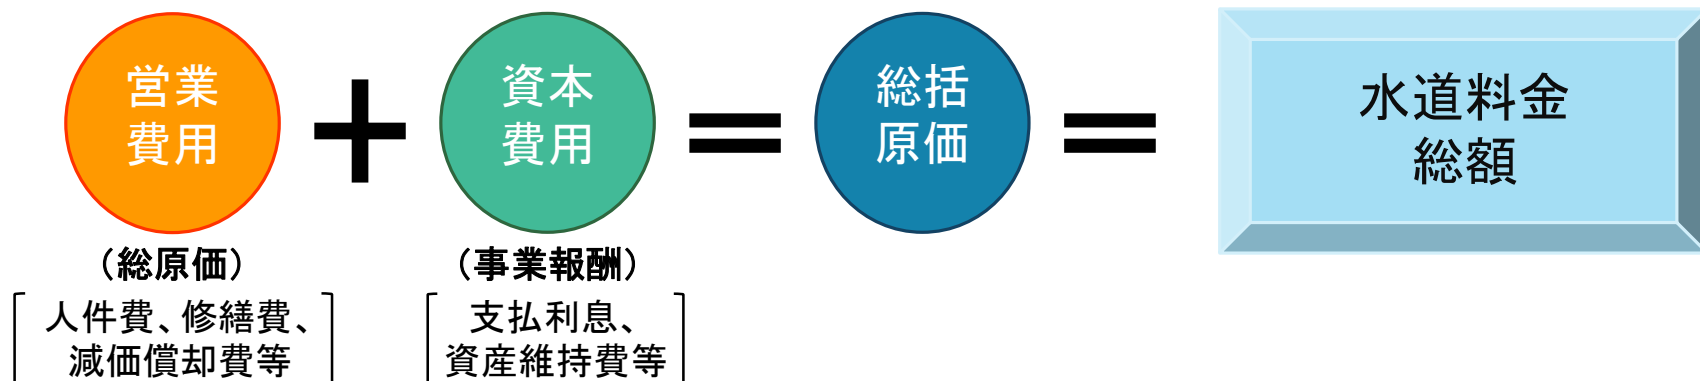 営業
費用
+
資本
費用
=
総括
原価
=
水道料金
総額
（総原価）
人件費、修繕費、
減価償却費等
（事業報酬）
支払利息、
資産維持費等